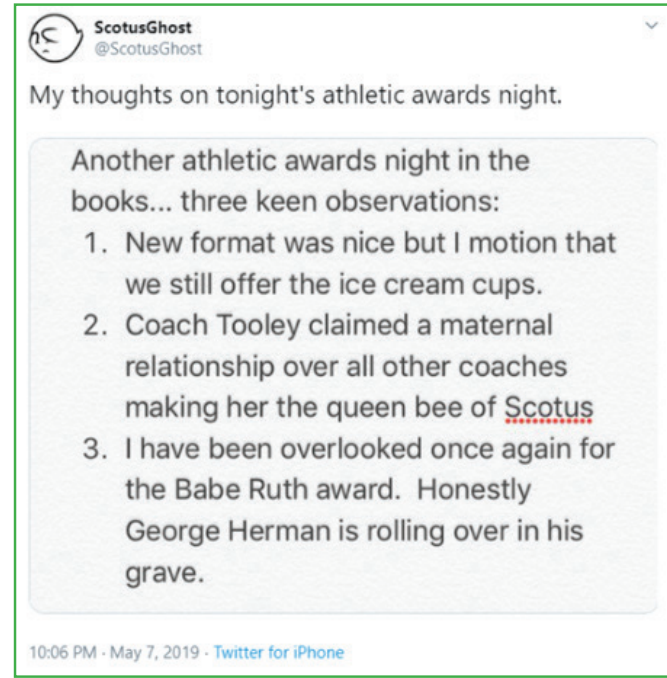 ScotusGhost
@ScotusGhost
My thoughts on tonight's athletic awards night.
Another athletic awards night in the
books... three keen observations:
1. New format was nice but I motion that
we still offer the ice cream cups.
2. Coach Tooley claimed a maternal
relationship over all other coaches
making her the queen bee of Scotus
3. I have been overlooked once again for
the Babe Ruth award. Honestly
George Herman is rolling over in his
grave.
10:06 PM · May 7, 2019 · Twitter for iPhone